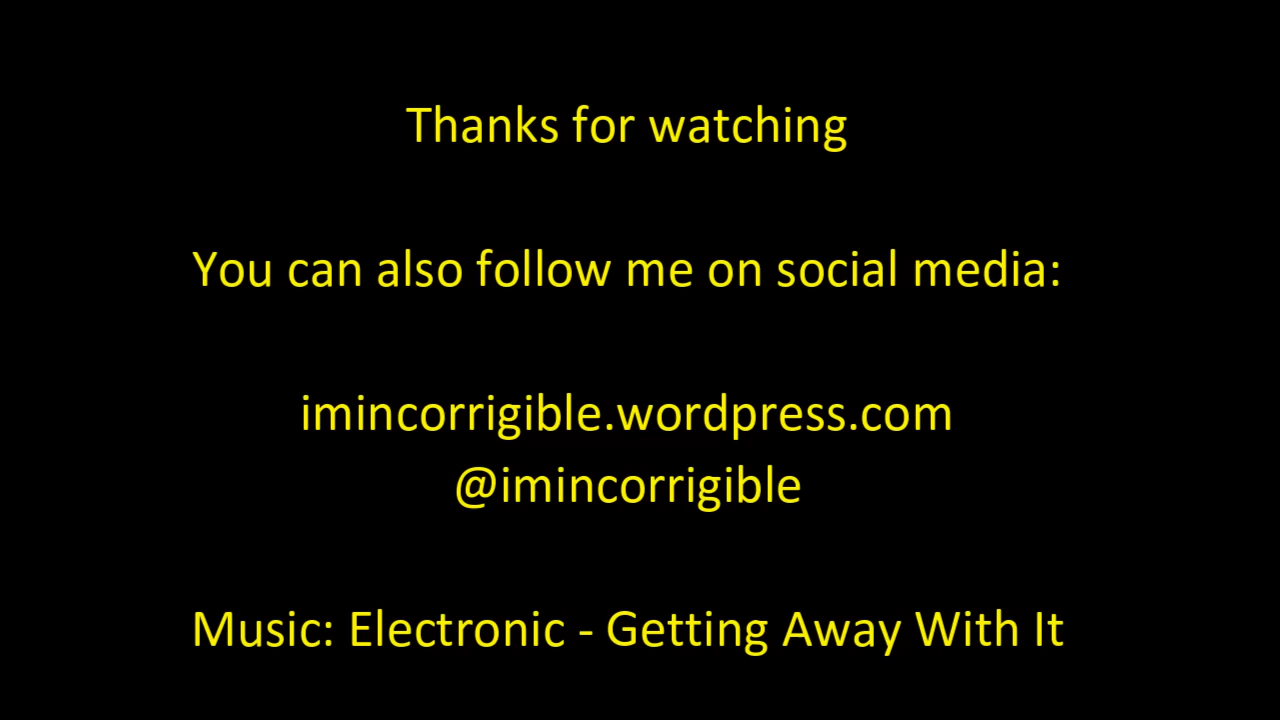 Thanks for watching
You can also follow me on social media:
imincorrigible.wordpress.com
@imincorrigible
Music: Electronic - Getting Away With It